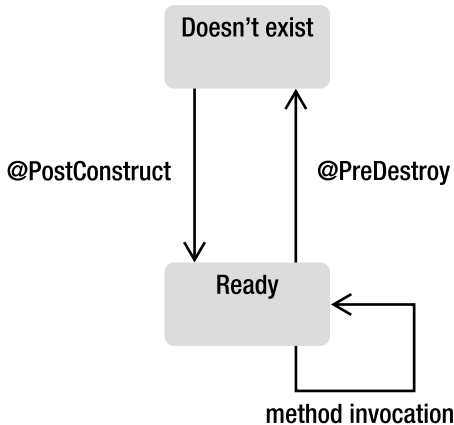 Doesn't exist
@PostConstruct
@PreDestroy
Ready
method invocation